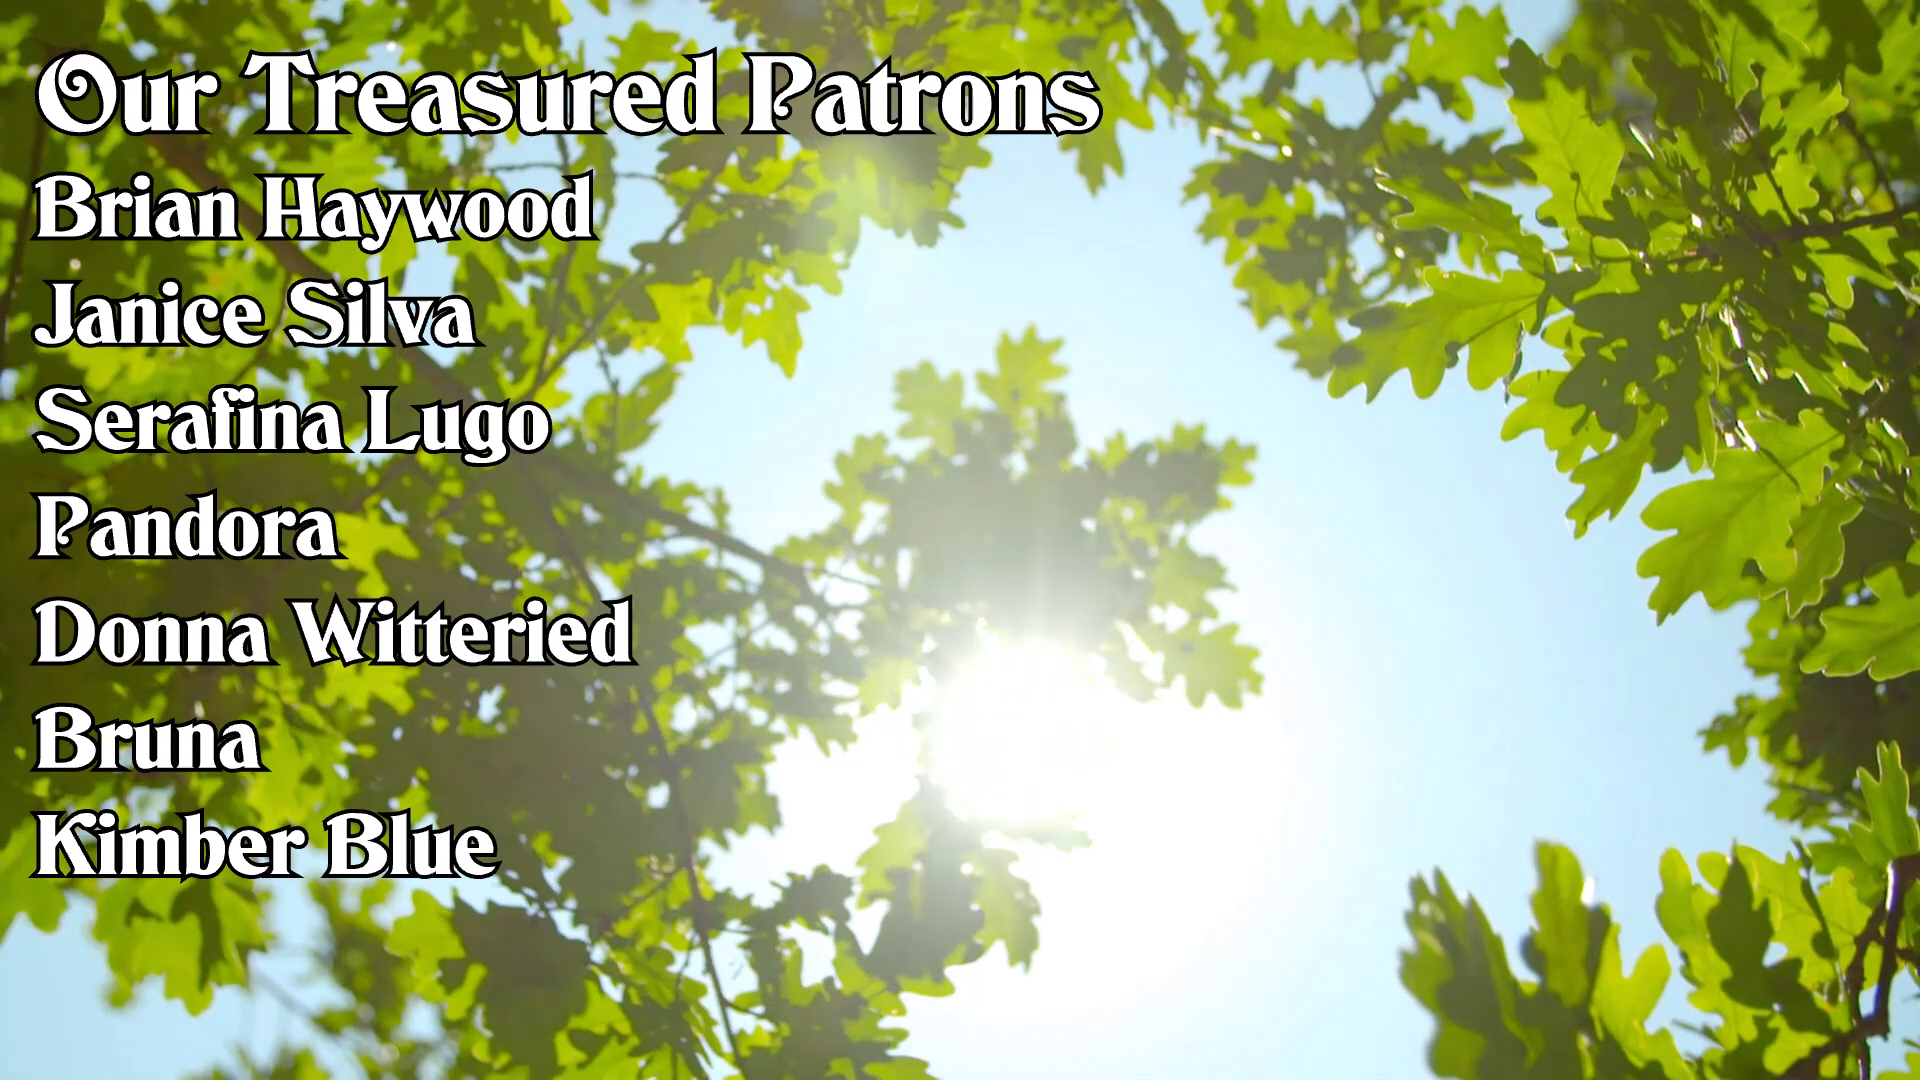 Our Treasured Patrons
Brian Haywood
Janice Silva
Serafina Lugo
Pandora
Donna Witteried
Bruna
Kimber Blue